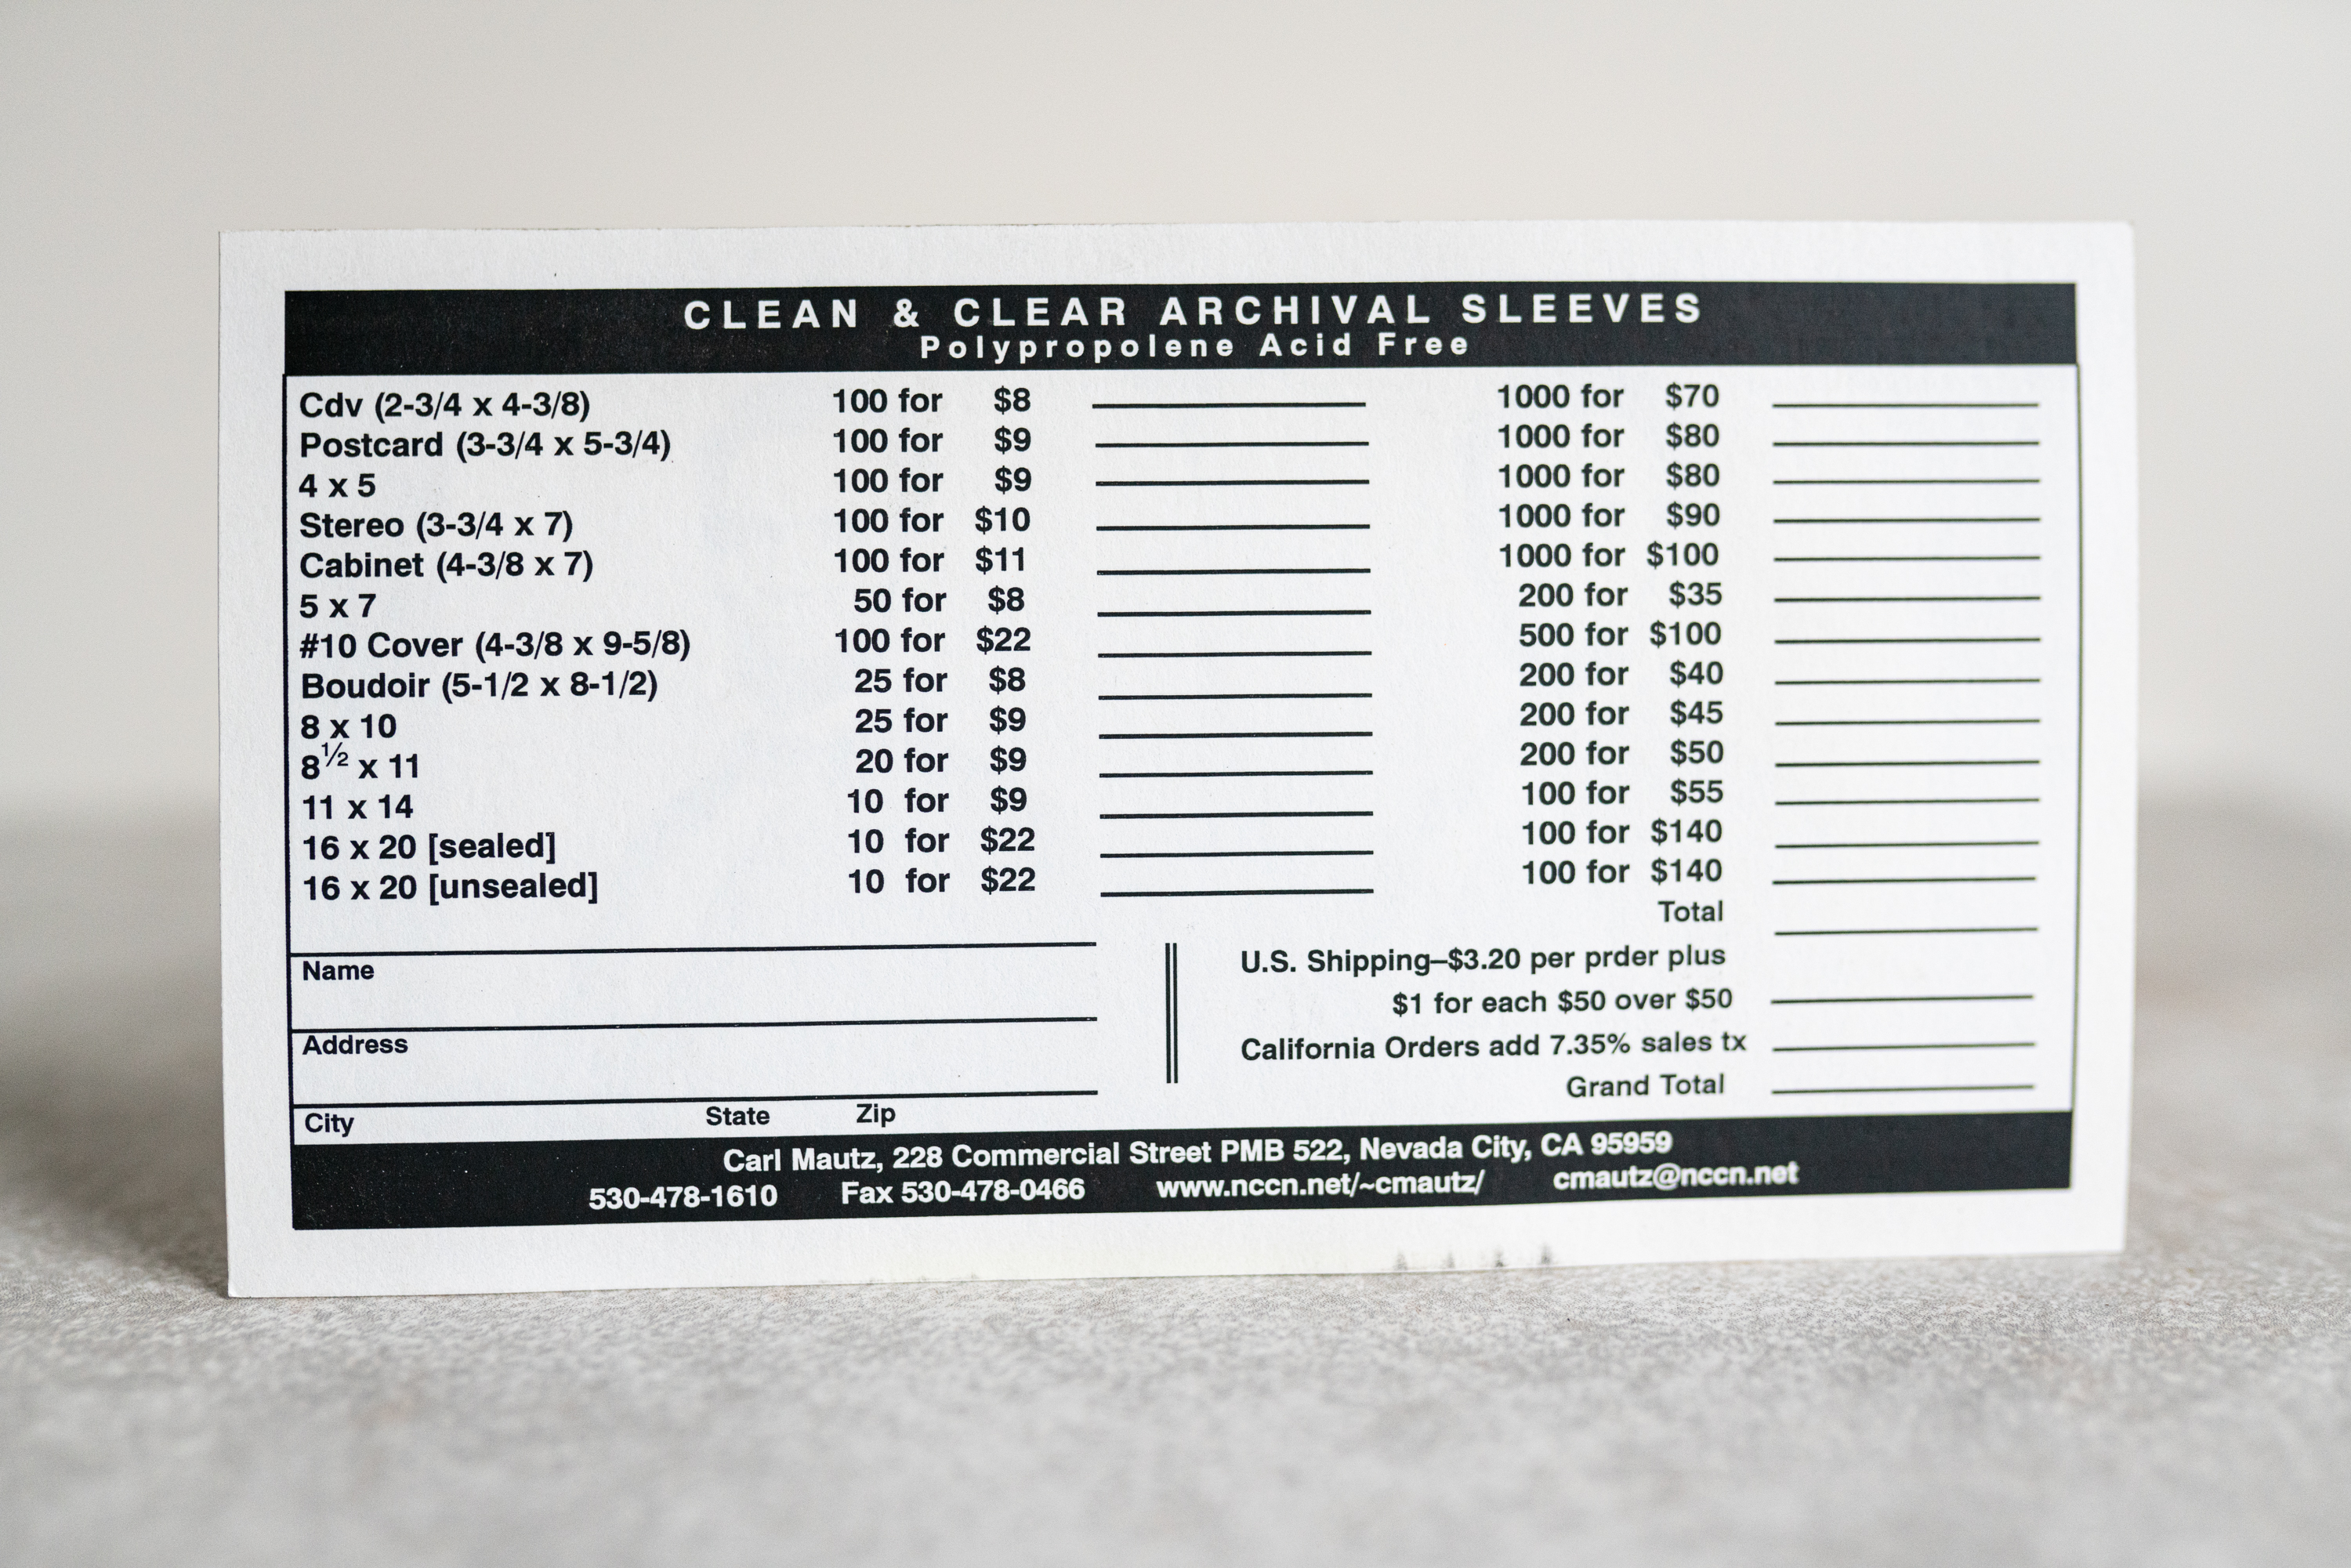 CLEAN & CLEAR ARCHIVAL SLEEVES
Polypropolene Acid Free
Cdv (2-3/4 x 4-3/8) 100 for $8 1000 for $70
Postcard (3-3/4 x 5-3/4) 100 for $9 1000 for $80
4 x 5 100 for $9 1000 for $80
Stereo (3-3/4 x 7) 100 for $10 1000 for $90
Cabinet (4-3/8 x 7) 100 for $11 1000 for $100
5 x 7 50 for $8 200 for $35
#10 Cover (4-3/8 x 9-5/8) 100 for $22 500 for $100
Boudoir (5-1/2 x 8-1/2) 25 for $8 200 for $40
8 x 10 25 for $9 200 for $45
8½ x 11 20 for $9 200 for $50
11 x 14 10 for $9 100 for $55
16 x 20 [sealed] 10 for $22 100 for $140
16 x 20 [unsealed] 10 for $22 100 for $140
Total
Name
Address
City State Zip
U.S. Shipping–$3.20 per prder plus
$1 for each $50 over $50
California Orders add 7.35% sales tx
Grand Total
Carl Mautz, 228 Commercial Street PMB 522, Nevada City, CA 95959
530-478-1610 Fax 530-478-0466 www.nccn.net/~cmautz/ cmautz@nccn.net